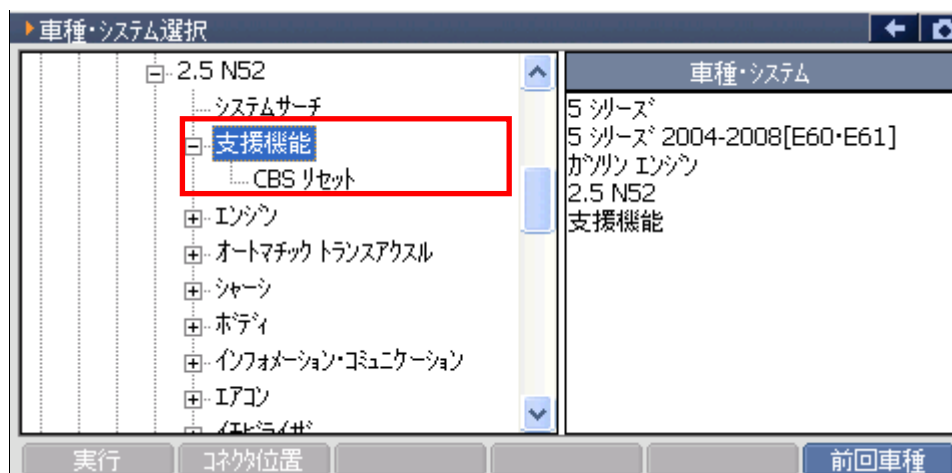 車種・システム選択
2.5 N52
システムサーチ
支援機能
CBS リセット
エンジン
オートマチック トランスアクスル
シャーシ
ボディ
インフォメーション・コミュニケーション
エアコン
車種・システム
5 シリーズ
5 シリーズ 2004-2008[E60・E61]
ガソリン エンジン
2.5 N52
支援機能
実行
コネクタ位置
前回車種